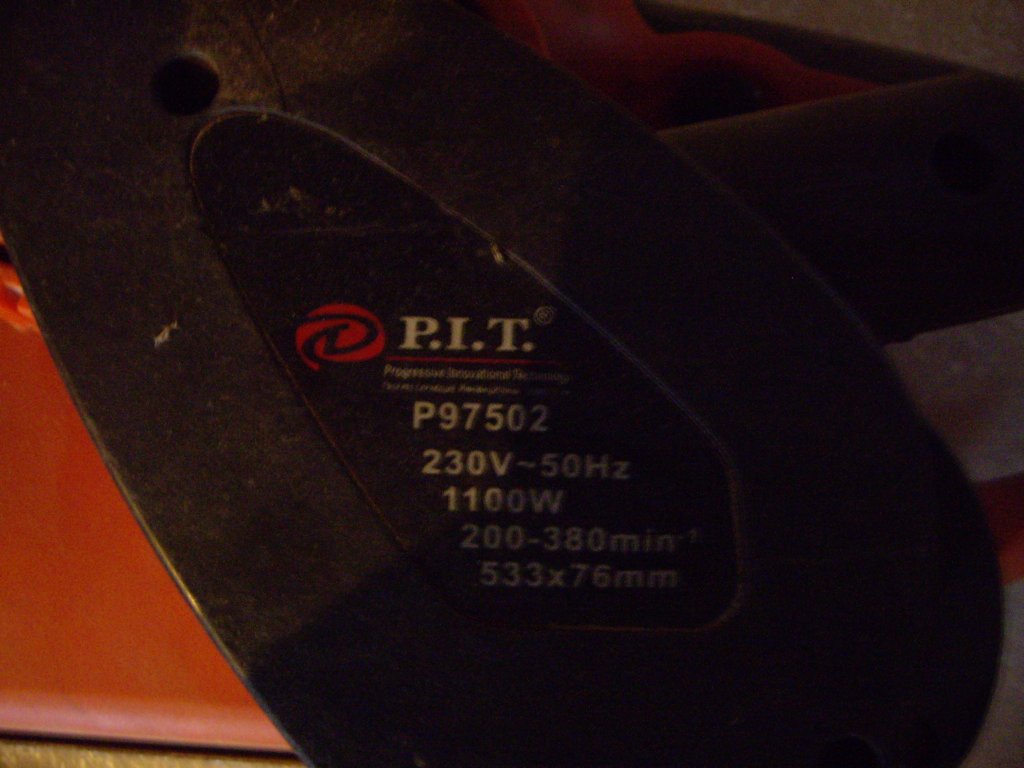 P.I.T.®
Progressive Innovational Technology
P97502
230V~50Hz
1100W
200-380min⁻¹
533x76mm